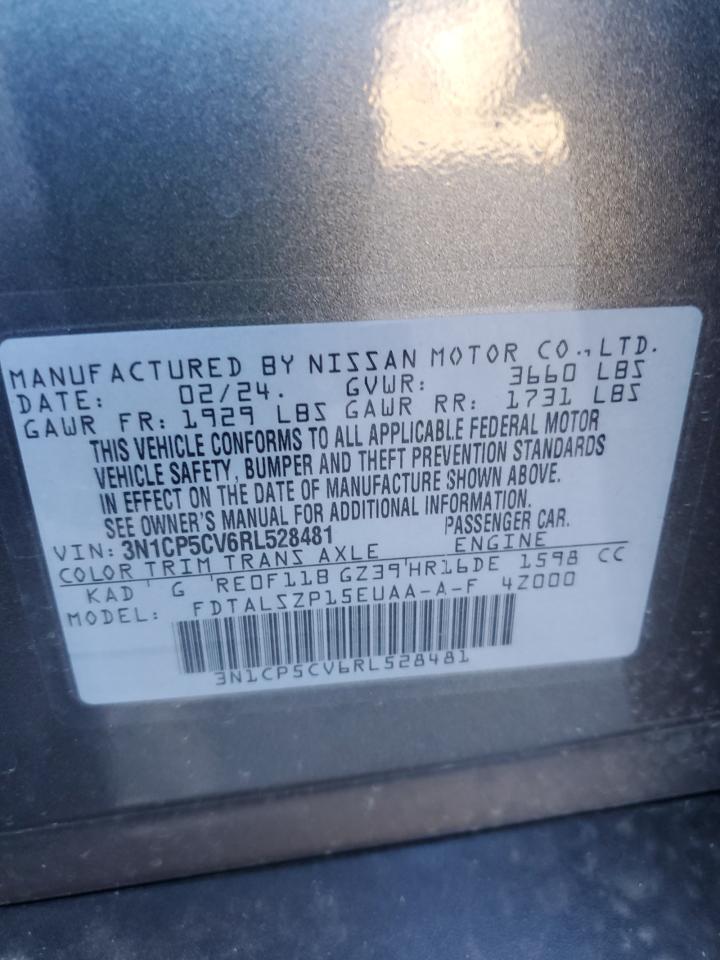 MANUFACTURED BY NISSAN MOTOR CO., LTD.
DATE: 02/24. GVWR: 3660 LBS
GAWR FR: 1929 LBS GAWR RR: 1731 LBS
THIS VEHICLE CONFORMS TO ALL APPLICABLE FEDERAL MOTOR
VEHICLE SAFETY, BUMPER AND THEFT PREVENTION STANDARDS
IN EFFECT ON THE DATE OF MANUFACTURE SHOWN ABOVE.
SEE OWNER'S MANUAL FOR ADDITIONAL INFORMATION.
VIN: 3N1CP5CV6RL528481 PASSENGER CAR.
COLOR TRIM TRANS AXLE ENGINE
KAD G RE0F11B GZ39 HR16DE 1598 CC
MODEL: FDTALSZP15EUAA-A-F 4Z000
3N1CP5CV6RL528481